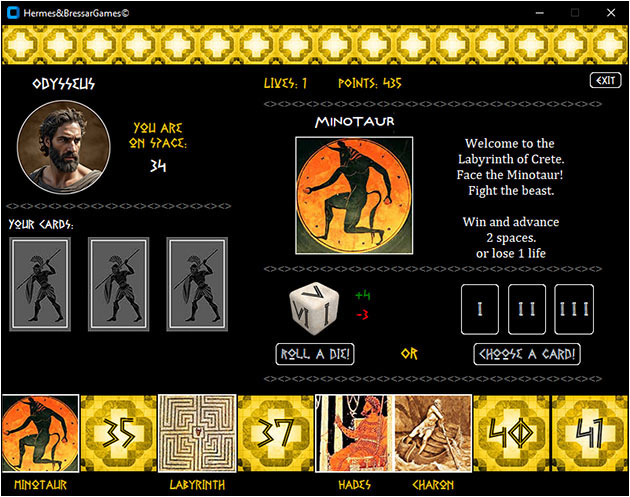 Hermes&BressarGames©
ODYSSEUS
LIVES: 1 POINTS: 435
EXIT
YOU ARE
ON SPACE:
34
MINOTAUR
Welcome to the
Labyrinth of Crete.
Face the Minotaur!
Fight the beast.
Win and advance
2 spaces.
or lose 1 life
YOUR CARDS:
V
VI I
+4
-3
I II III
ROLL A DIE! OR CHOOSE A CARD!
35 37 40 41
MINOTAUR LABYRINTH HADES CHARON